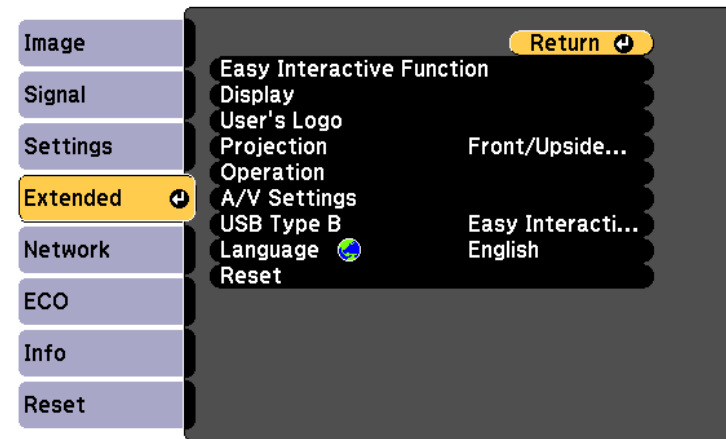 Image
Signal
Settings
Extended
Network
ECO
Info
Reset
Return
Easy Interactive Function
Display
User's Logo
Projection Front/Upside...
Operation
A/V Settings
USB Type B Easy Interacti...
Language English
Reset